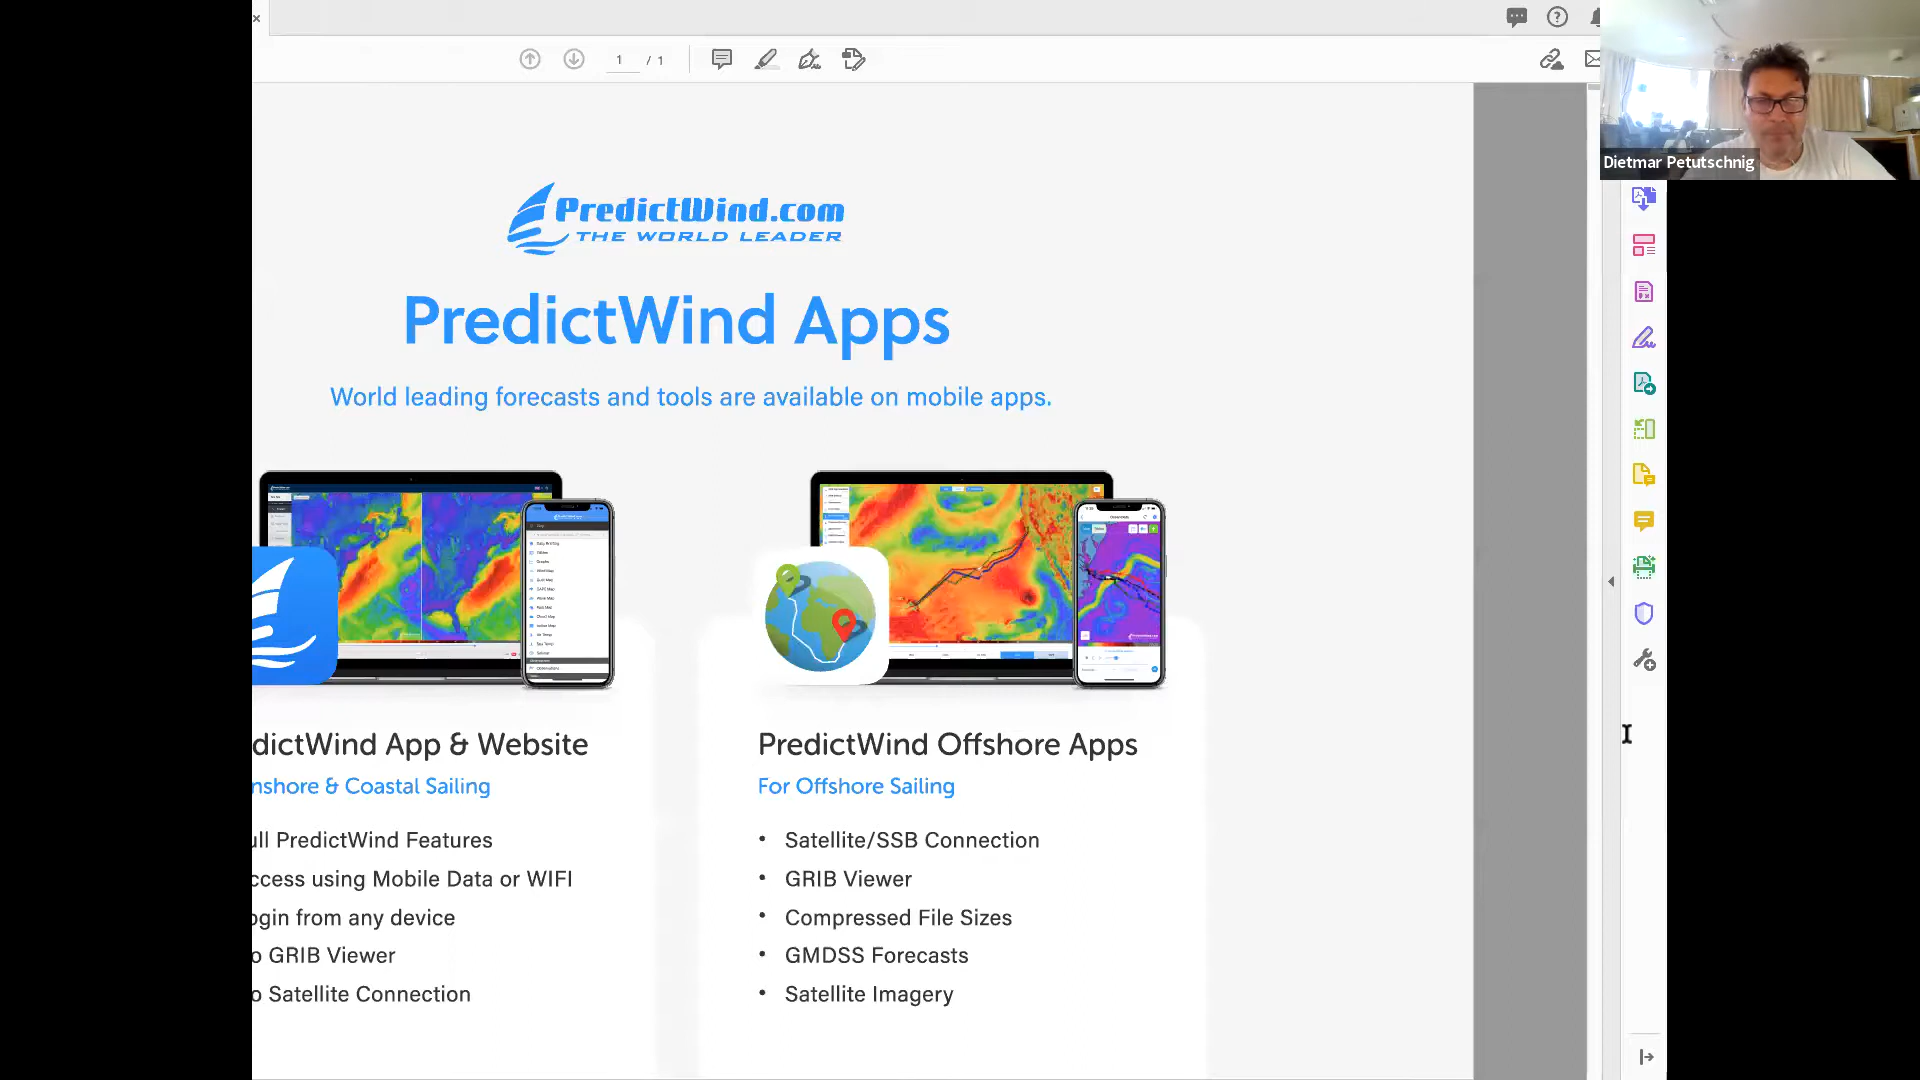 1 / 1
Dietmar Petutschnig
PredictWind.com
THE WORLD LEADER
PredictWind Apps
World leading forecasts and tools are available on mobile apps.
dictWind App & Website
nshore & Coastal Sailing
ull PredictWind Features
ccess using Mobile Data or WIFI
ogin from any device
o GRIB Viewer
o Satellite Connection
PredictWind Offshore Apps
For Offshore Sailing
• Satellite/SSB Connection
• GRIB Viewer
• Compressed File Sizes
• GMDSS Forecasts
• Satellite Imagery